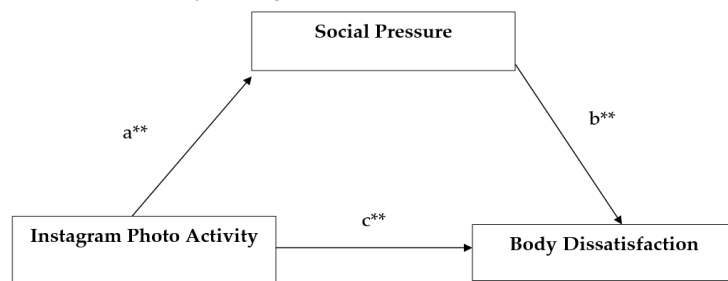 Social Pressure
a**
b**
Instagram Photo Activity
c**
Body Dissatisfaction